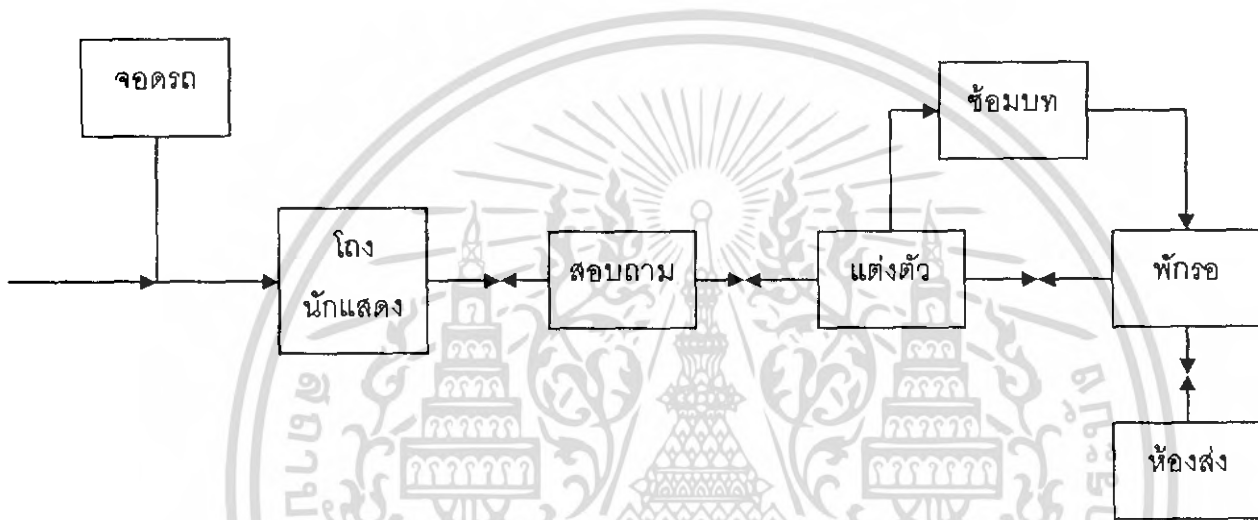 จอดรถ
ซ้อมบท
โถง
นักแสดง
สอบถาม
แต่งตัว
พักรอ
ห้องส่ง